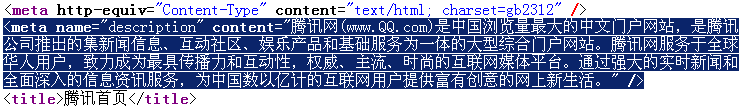 <meta http-equiv="Content-Type" content="text/html; charset=gb2312" />
<meta name="description" content="腾讯网(www.QQ.com)是中国浏览量最大的中文门户网站，是腾
讯公司推出的集新闻信息、互动社区、娱乐产品和基础服务为一体的大型综合门户网站。腾讯网服务于全球
华人用户，致力成为最具传播力和互动性，权威、主流、时尚的互联网媒体平台。通过强大的实时新闻和
全面深入的信息资讯服务，为中国数以亿计的互联网用户提供富有创意的网上新生活。" />
<title>腾讯首页</title>